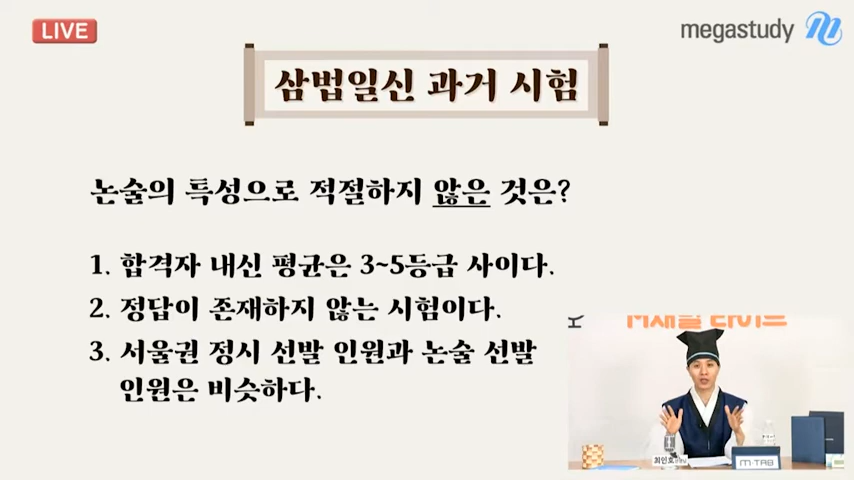 LIVE
megastudy
삼법일신 과거 시험
논술의 특성으로 적절하지 않은 것은?
1. 합격자 내신 평균은 3~5등급 사이다.
2. 정답이 존재하지 않는 시험이다.
3. 서울권 정시 선발 인원과 논술 선발
인원은 비슷하다.
최인호
m·TAB